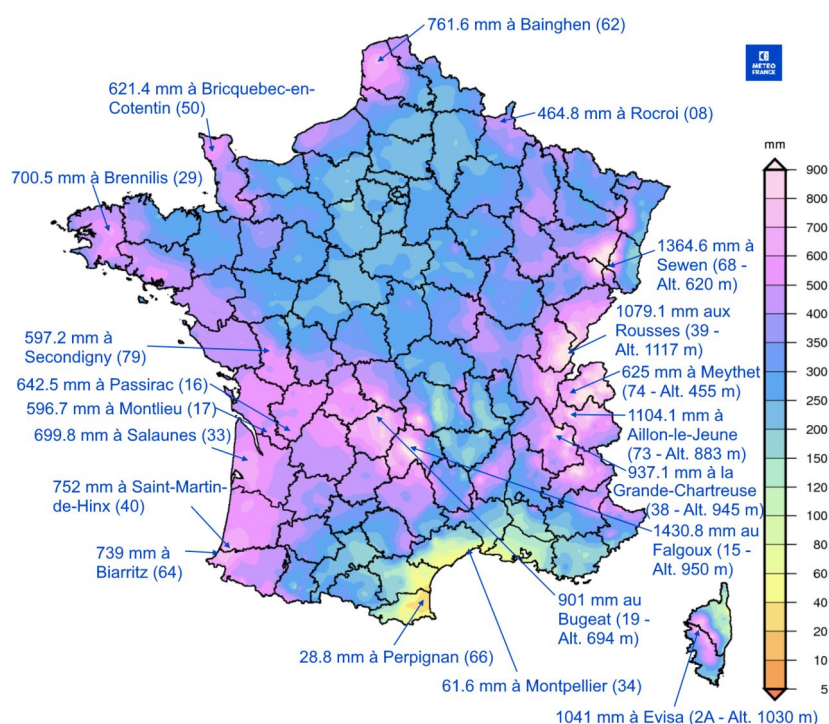 761.6 mm à Bainghen (62)
METEO
FRANCE
621.4 mm à Bricquebec-en-
Cotentin (50)
464.8 mm à Rocroi (08)
700.5 mm à Brennilis (29)
1364.6 mm à
Sewen (68 -
Alt. 620 m)
1079.1 mm aux
Rousses (39 -
Alt. 1117 m)
597.2 mm à
Secondigny (79)
625 mm à Meythet
(74 - Alt. 455 m)
642.5 mm à Passirac (16)
596.7 mm à Montlieu (17)
1104.1 mm à
Aillon-le-Jeune
(73 - Alt. 883 m)
699.8 mm à Salaunes (33)
937.1 mm à la
Grande-Chartreuse
(38 - Alt. 945 m)
752 mm à Saint-Martin-
de-Hinx (40)
1430.8 mm au
Falgoux (15 -
Alt. 950 m)
739 mm à
Biarritz (64)
901 mm au
Bugeat (19 -
Alt. 694 m)
28.8 mm à Perpignan (66)
61.6 mm à Montpellier (34)
1041 mm à Evisa (2A - Alt. 1030 m)
mm
900
800
700
600
500
400
350
300
250
200
150
100
80
60
40
20
10
5